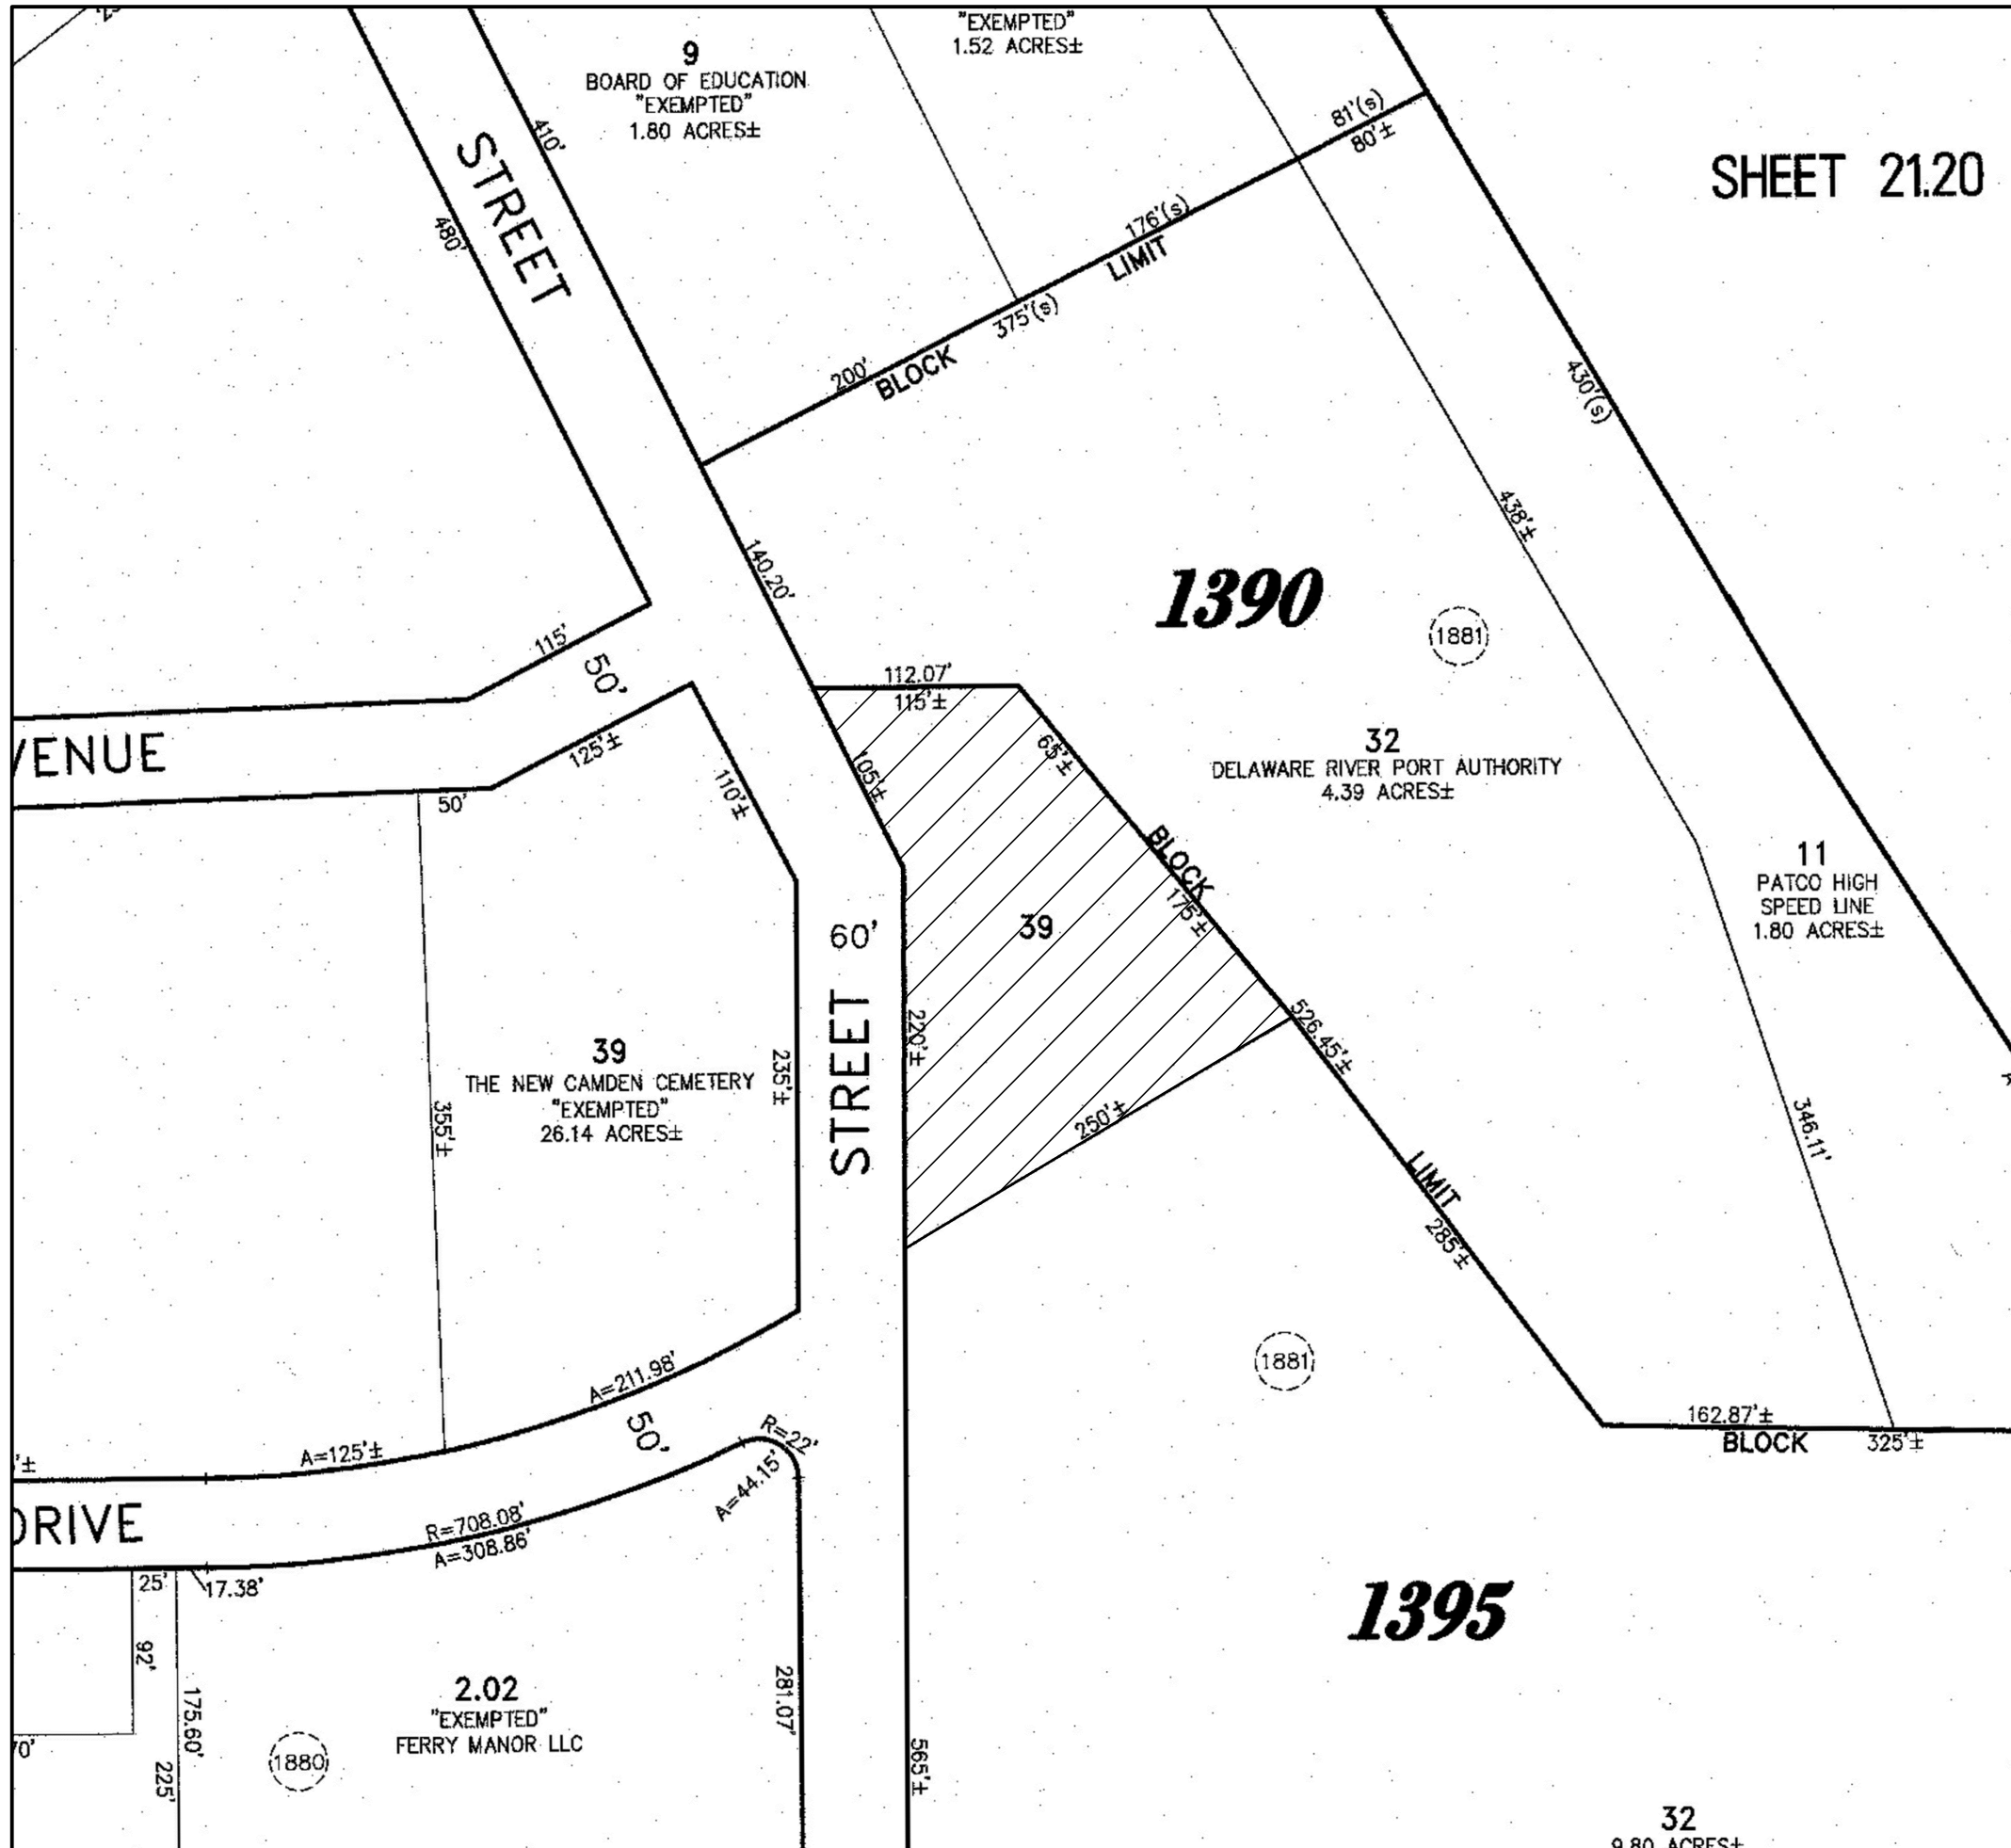 "EXEMPTED"
1.52 ACRES±
9
BOARD OF EDUCATION
"EXEMPTED"
1.80 ACRES±
81'(s)
80'±
SHEET 21.20
STREET
410'
480'
176'(s)
LIMIT
375'(s)
200'
BLOCK
430'(s)
438'±
140.20'
1390
1881
115'
50'
112.07'
115'±
65'±
32
DELAWARE RIVER PORT AUTHORITY
4.39 ACRES±
VENUE
125'±
50'
110'±
105'±
BLOCK
175'±
11
PATCO HIGH
SPEED LINE
1.80 ACRES±
60'
STREET
39
220'±
526.45'±
39
THE NEW CAMDEN CEMETERY
"EXEMPTED"
26.14 ACRES±
235'±
355'±
250'±
346.11'
LIMIT
285'±
1881
A=211.98'
50'
R=22'
A=44.15'
A=125'±
'±
162.87'±
BLOCK
325'±
DRIVE
R=708.08'
A=308.86'
25'
17.38'
92'
175.60'
225'
70'
1395
2.02
"EXEMPTED"
FERRY MANOR LLC
1880
281.07'
565'±
32
9.80 ACRES±